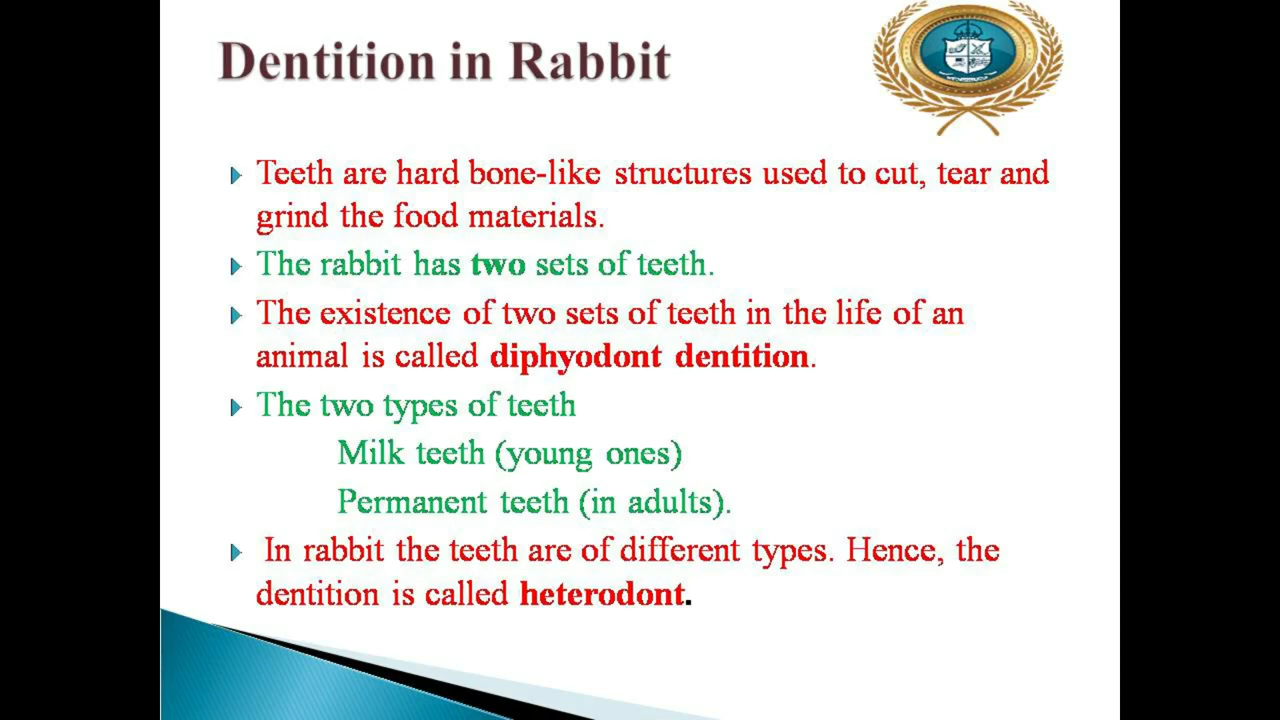 Dentition in Rabbit
Teeth are hard bone-like structures used to cut, tear and
grind the food materials.
The rabbit has two sets of teeth.
The existence of two sets of teeth in the life of an
animal is called diphyodont dentition.
The two types of teeth
Milk teeth (young ones)
Permanent teeth (in adults).
In rabbit the teeth are of different types. Hence, the
dentition is called heterodont.